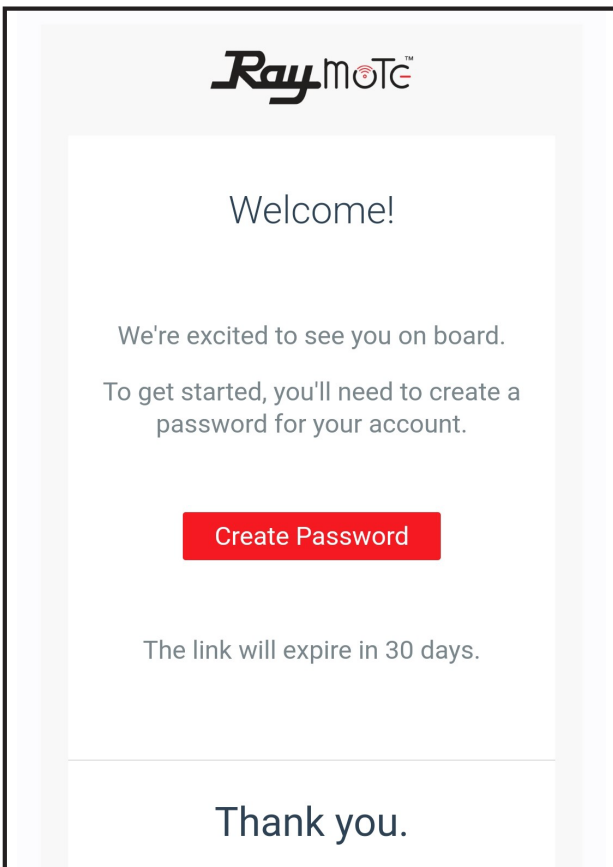 Raymote™
Welcome!
We're excited to see you on board.
To get started, you'll need to create a
password for your account.
Create Password
The link will expire in 30 days.
Thank you.